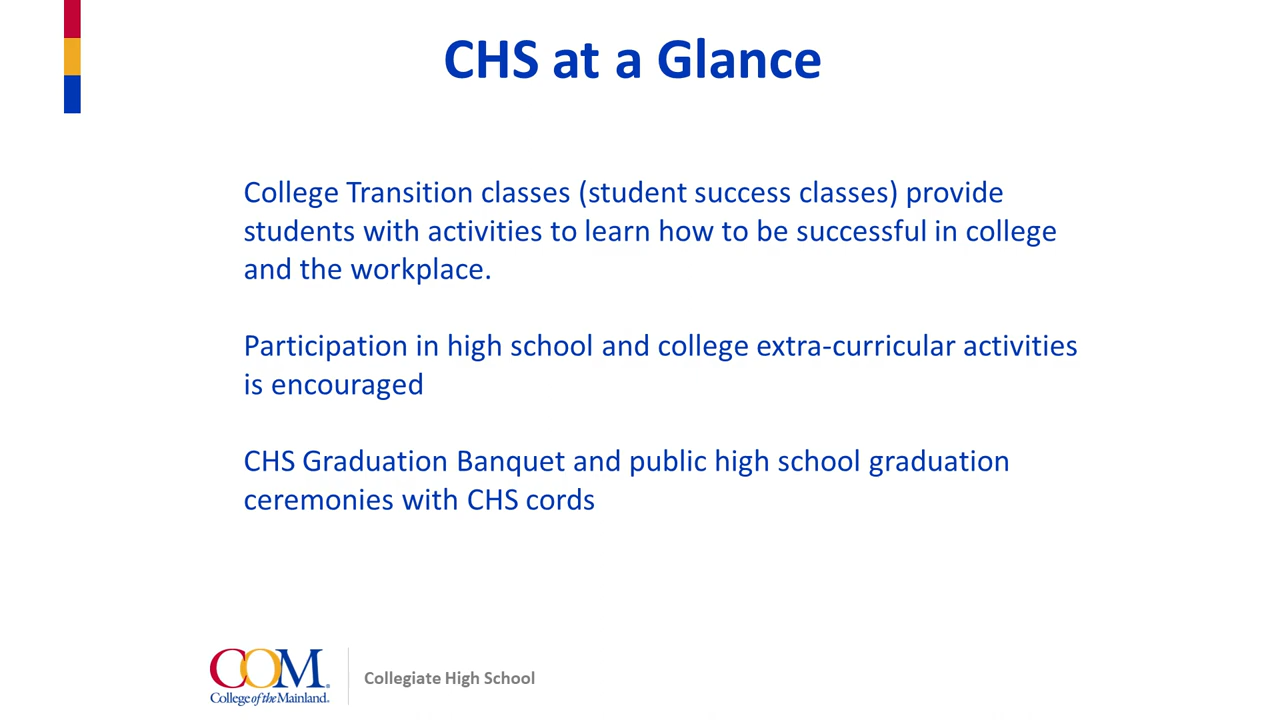 CHS at a Glance
College Transition classes (student success classes) provide
students with activities to learn how to be successful in college
and the workplace.
Participation in high school and college extra-curricular activities
is encouraged
CHS Graduation Banquet and public high school graduation
ceremonies with CHS cords
COM®
College of the Mainland®
Collegiate High School